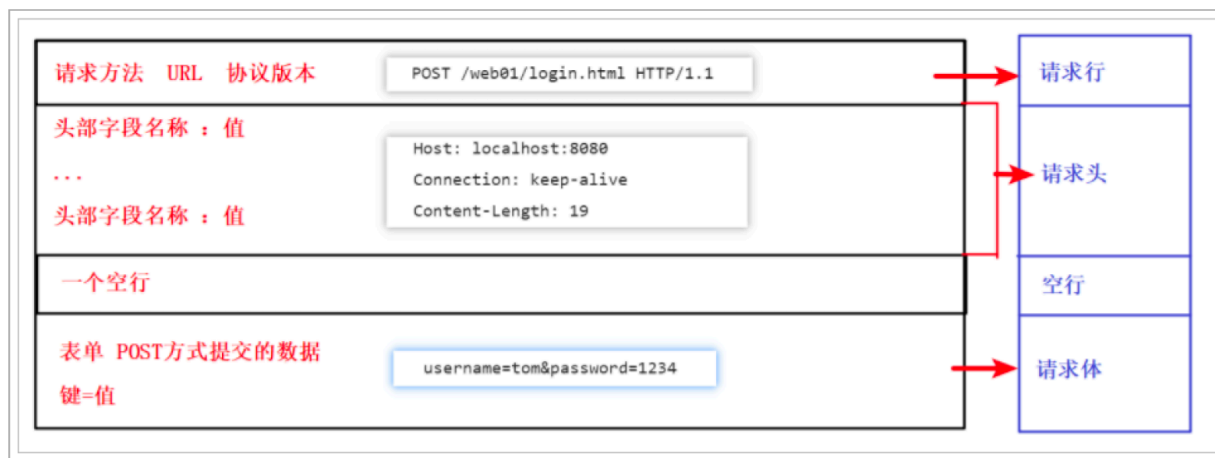 请求方法 URL 协议版本
POST /web01/login.html HTTP/1.1
请求行
头部字段名称 : 值
...
头部字段名称 : 值
Host: localhost:8080
Connection: keep-alive
Content-Length: 19
请求头
一个空行
空行
表单 POST方式提交的数据
键=值
username=tom&password=1234
请求体